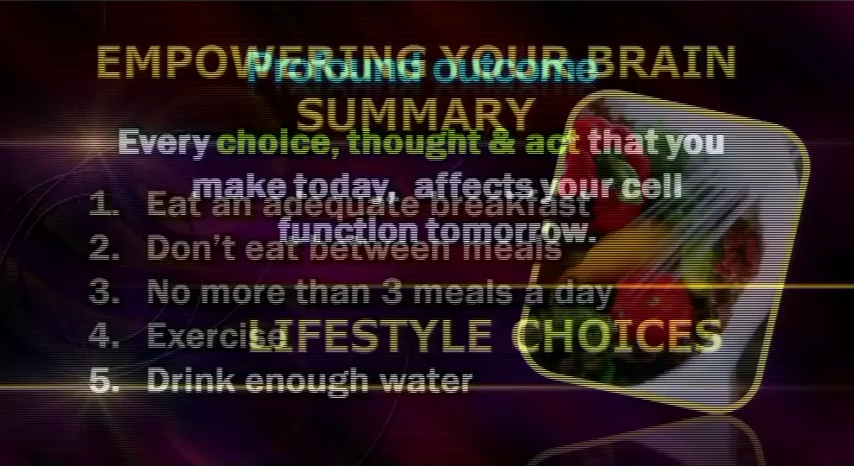 EMPOWERING YOUR BRAIN
Profound outcome
SUMMARY
Every choice, thought & act that you
make today, affects your cell
1. Eat an adequate breakfast
function tomorrow.
2. Don't eat between meals
3. No more than 3 meals a day
4. Exercise
LIFESTYLE CHOICES
5. Drink enough water